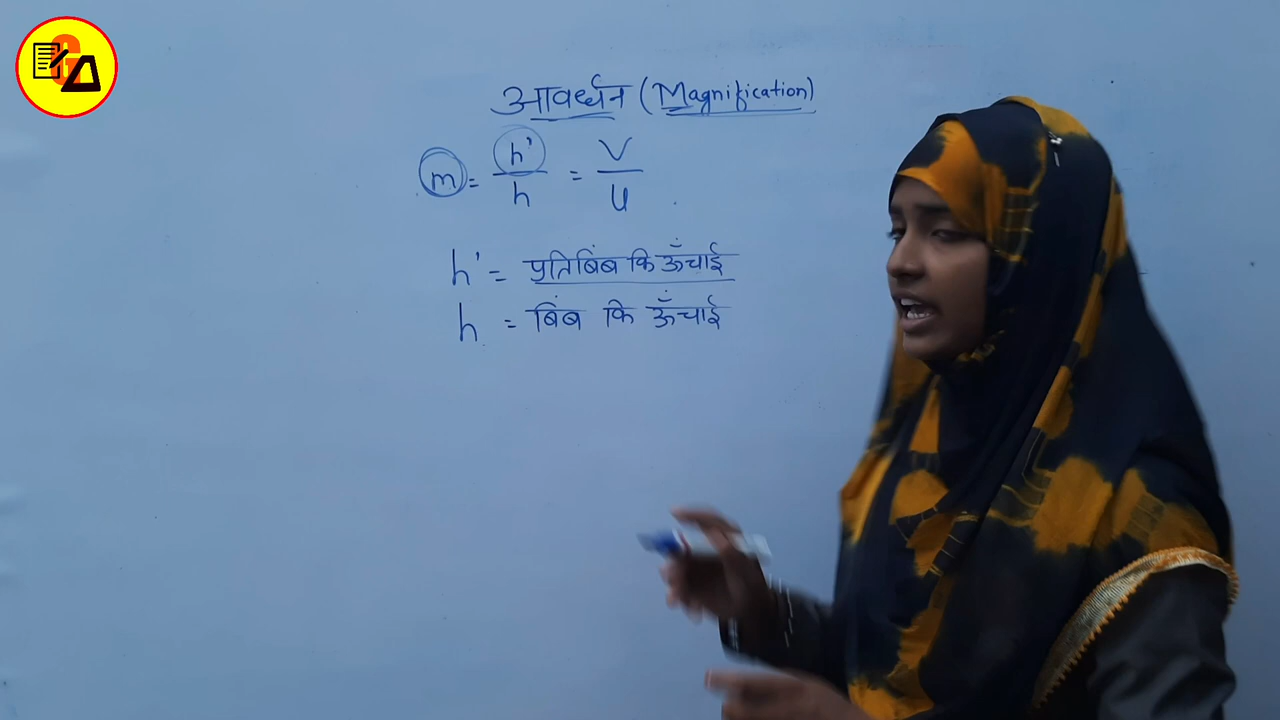 आवर्धन (Magnification)
m = h'/h = V/U
h' = प्रतिबिंब कि ऊँचाई
h = बिंब कि ऊँचाई